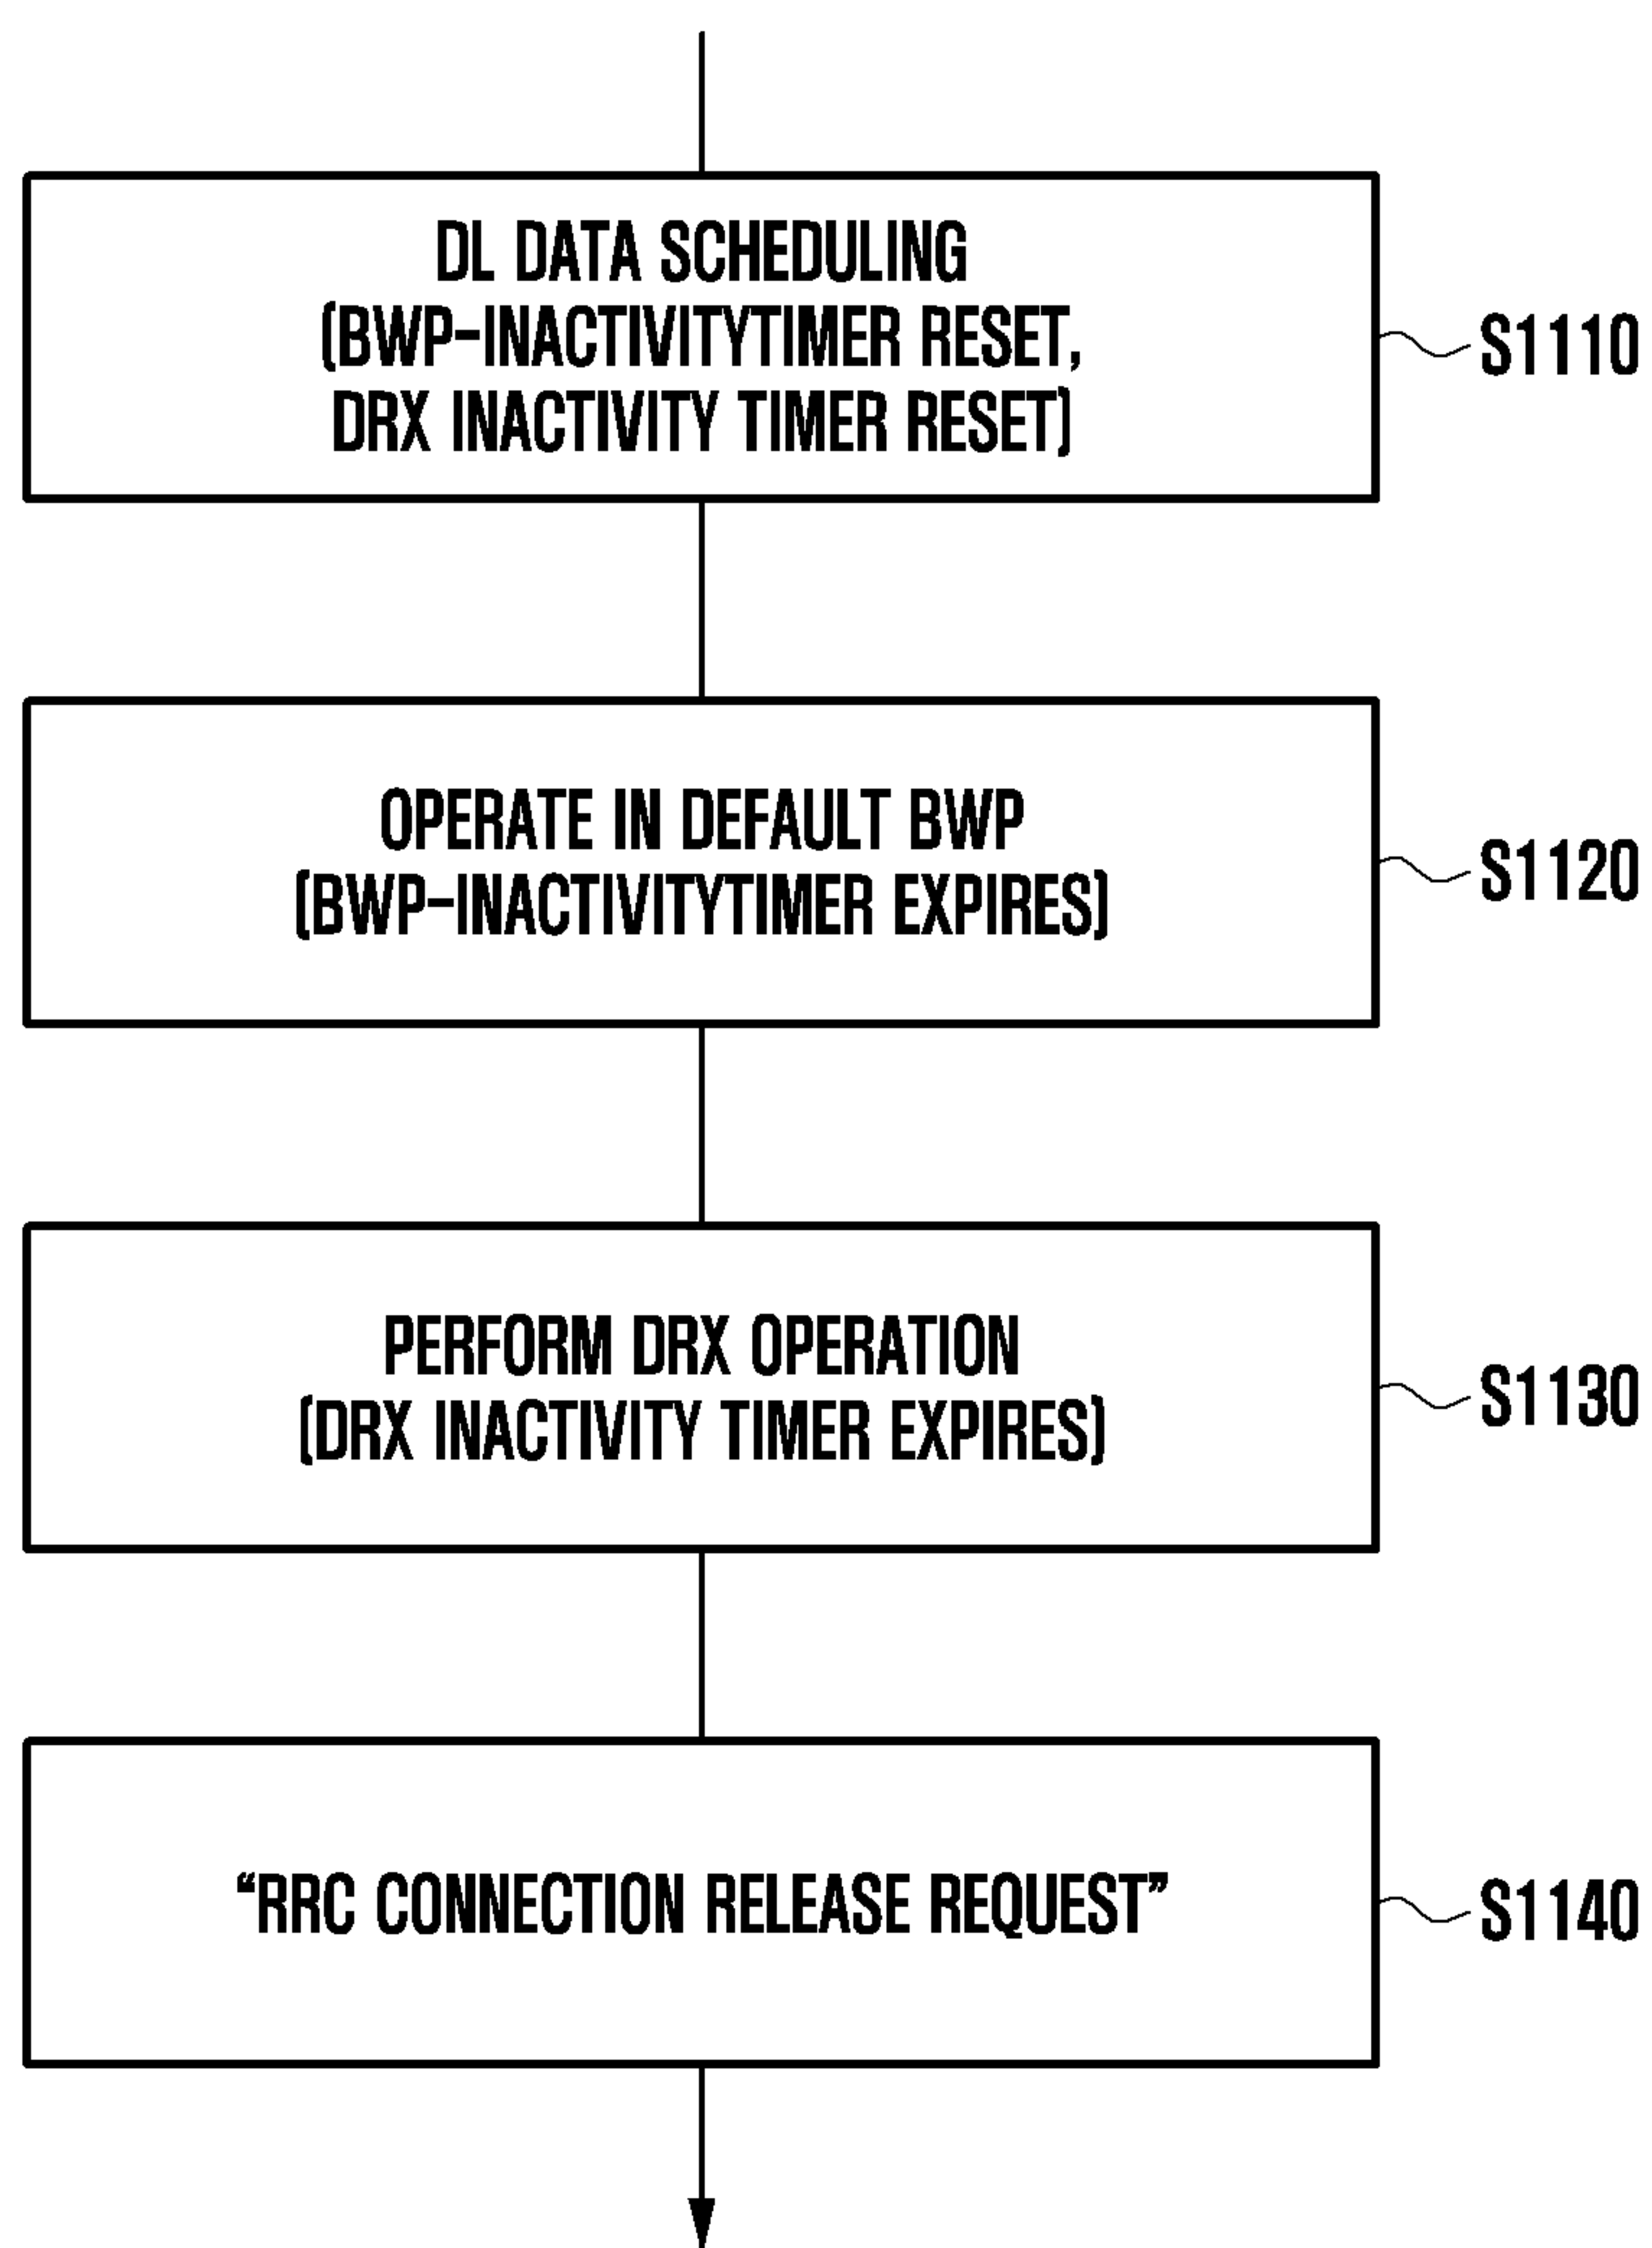 DL DATA SCHEDULING
(BWP-INACTIVITYTIMER RESET,
DRX INACTIVITY TIMER RESET)
S1110
OPERATE IN DEFAULT BWP
(BWP-INACTIVITYTIMER EXPIRES)
S1120
PERFORM DRX OPERATION
(DRX INACTIVITY TIMER EXPIRES)
S1130
“RRC CONNECTION RELEASE REQUEST”
S1140